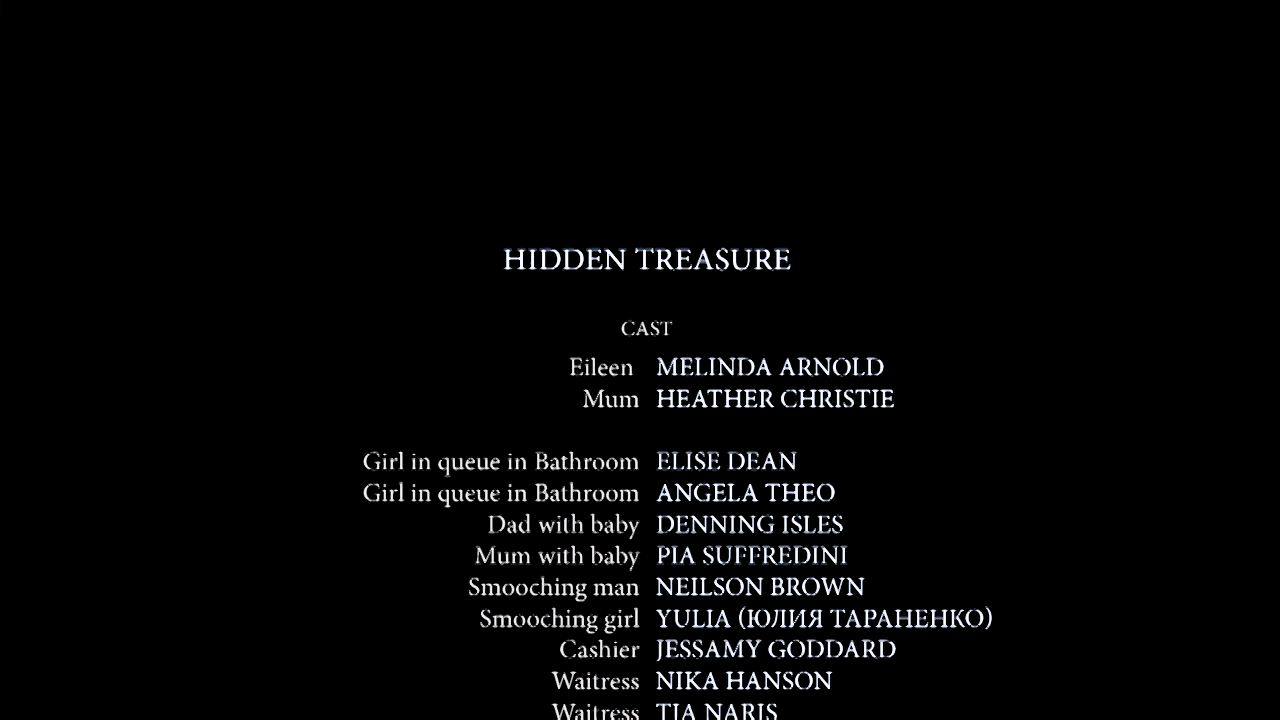 HIDDEN TREASURE
CAST
Eileen MELINDA ARNOLD
Mum HEATHER CHRISTIE
Girl in queue in Bathroom ELISE DEAN
Girl in queue in Bathroom ANGELA THEO
Dad with baby DENNING ISLES
Mum with baby PIA SUFFREDINI
Smooching man NEILSON BROWN
Smooching girl YULIA (ЮЛИЯ ТАРАНЕНКО)
Cashier JESSAMY GODDARD
Waitress NIKA HANSON
Waitress TIA NARIS